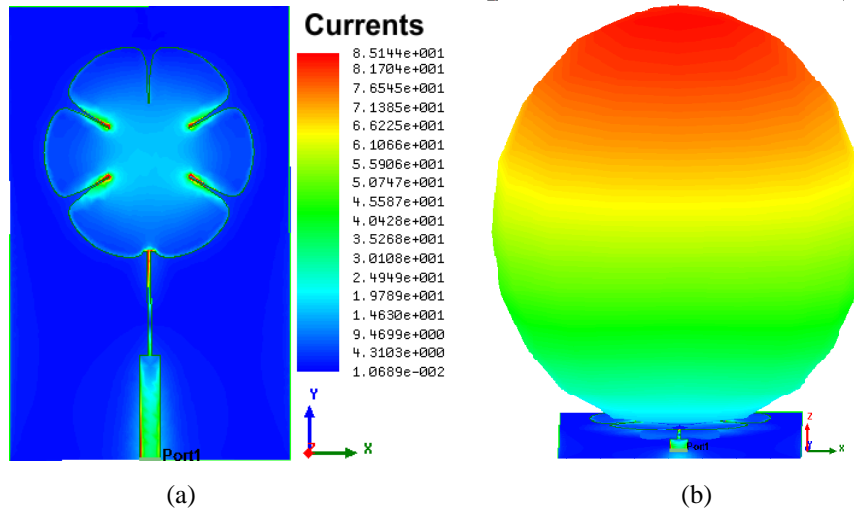 Currents
8.5144e+001
8.1704e+001
7.6545e+001
7.1385e+001
6.6225e+001
6.1066e+001
5.5906e+001
5.0747e+001
4.5587e+001
4.0428e+001
3.5268e+001
3.0108e+001
2.4949e+001
1.9789e+001
1.4630e+001
9.4699e+000
4.3103e+000
1.0689e-002
Y
X
Port1
Z
Y
X
Port1
(a)
(b)